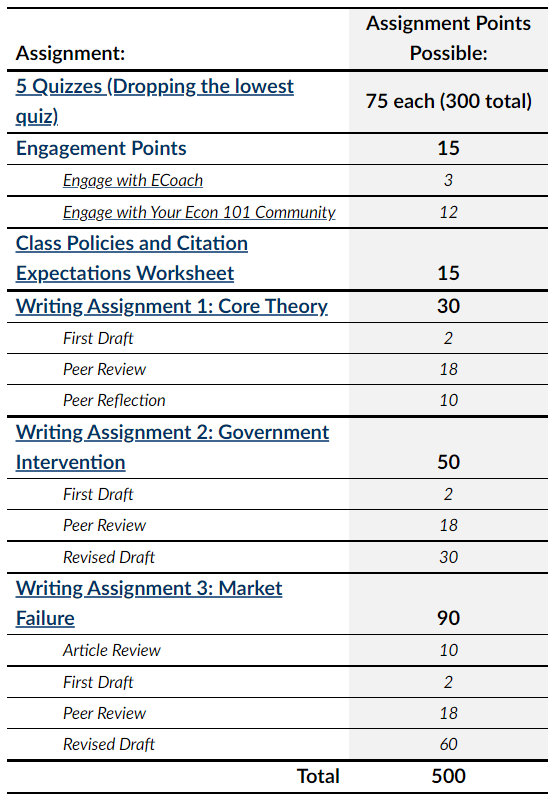 Assignment Points
Assignment: Possible:
5 Quizzes (Dropping the lowest
quiz) 75 each (300 total)
Engagement Points 15
Engage with ECoach 3
Engage with Your Econ 101 Community 12
Class Policies and Citation
Expectations Worksheet 15
Writing Assignment 1: Core Theory 30
First Draft 2
Peer Review 18
Peer Reflection 10
Writing Assignment 2: Government
Intervention 50
First Draft 2
Peer Review 18
Revised Draft 30
Writing Assignment 3: Market
Failure 90
Article Review 10
First Draft 2
Peer Review 18
Revised Draft 60
Total 500